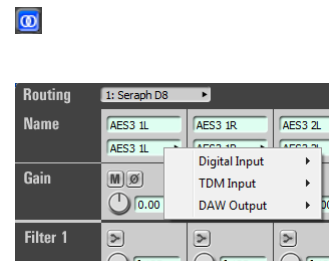 Routing 1: Seraph D8
Name AES3 1L AES3 1R AES3 2L
AES3 1L
Digital Input
TDM Input
DAW Output
Gain M Ø
0.00
Filter 1